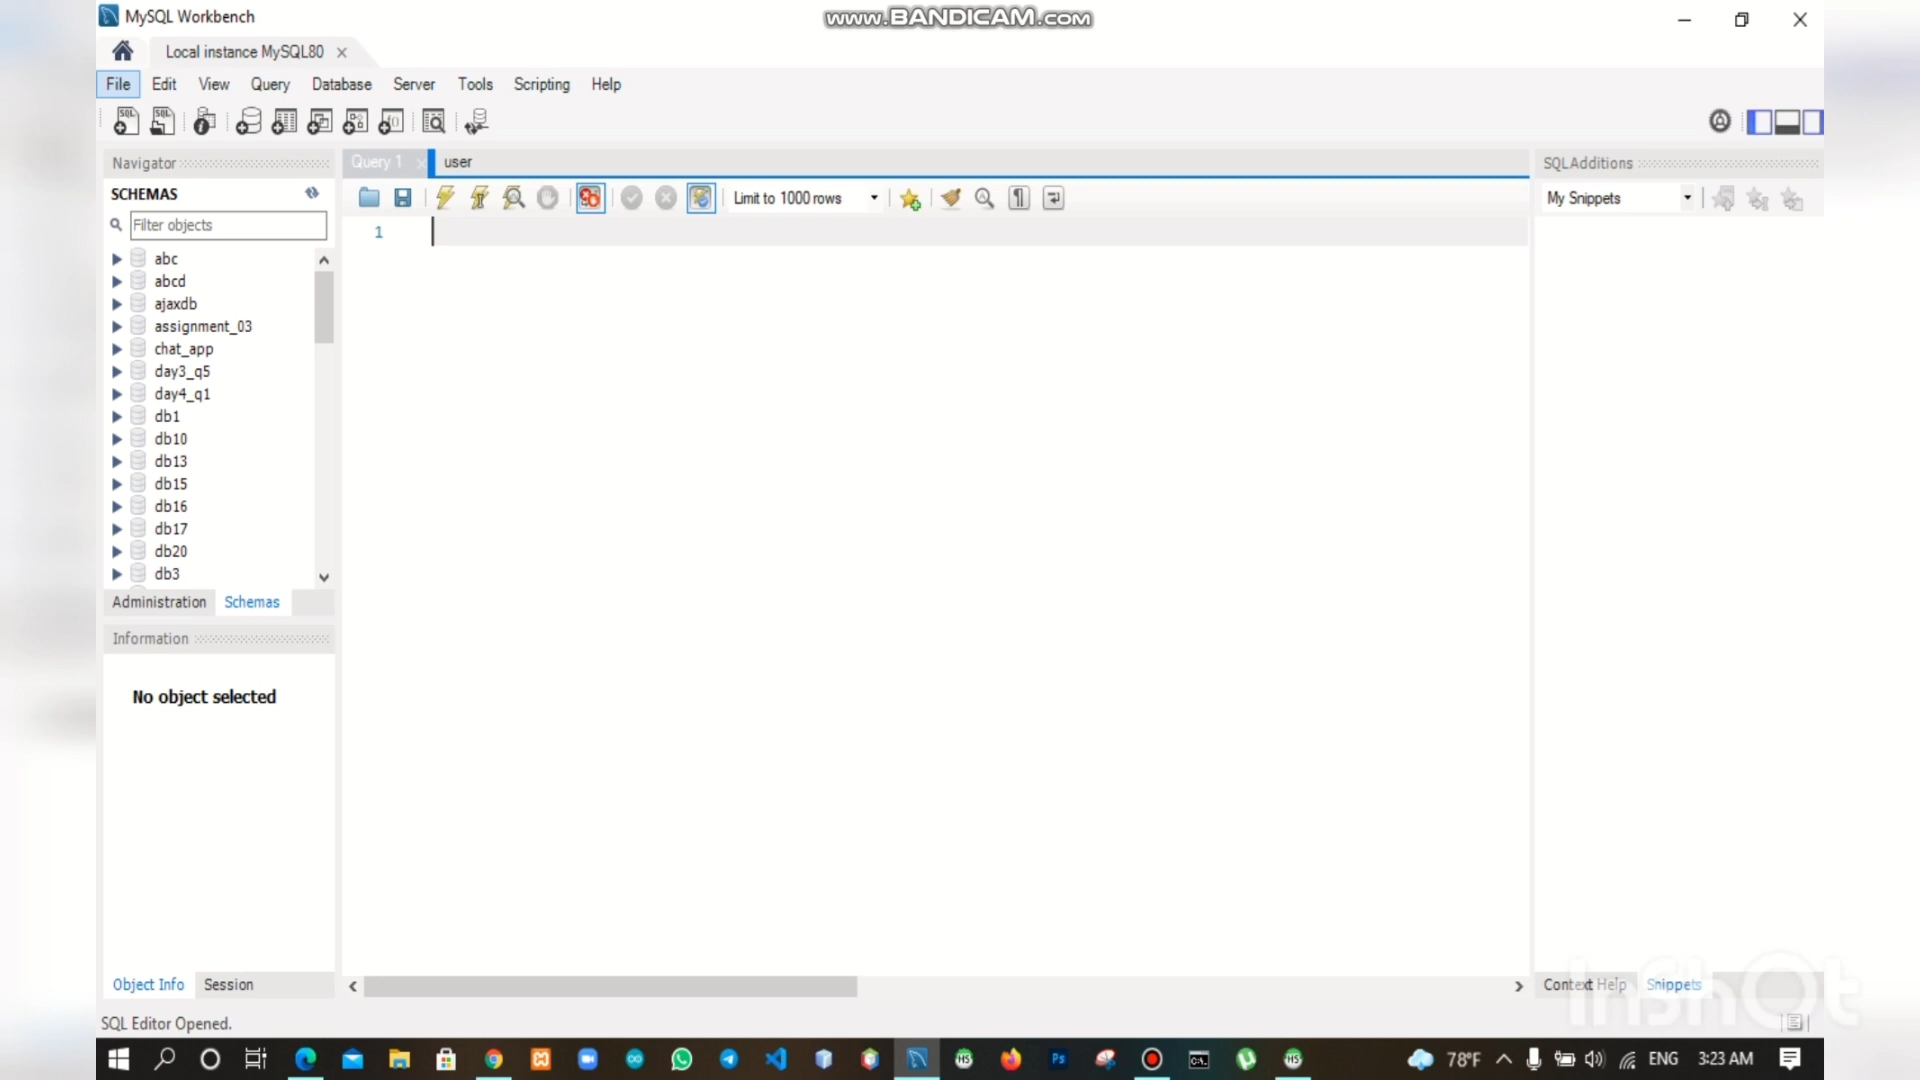 MySQL Workbench
www.BANDICAM.com
Local instance MySQL80
File Edit View Query Database Server Tools Scripting Help
Navigator
Query 1
user
SQLAdditions
SCHEMAS
Limit to 1000 rows
My Snippets
Filter objects
1
abc
abcd
ajaxdb
assignment_03
chat_app
day3_q5
day4_q1
db1
db10
db13
db15
db16
db17
db20
db3
Administration Schemas
Information
No object selected
Object Info Session
Context Help Snippets
InShOt
SQL Editor Opened.
78°F
ENG
3:23 AM